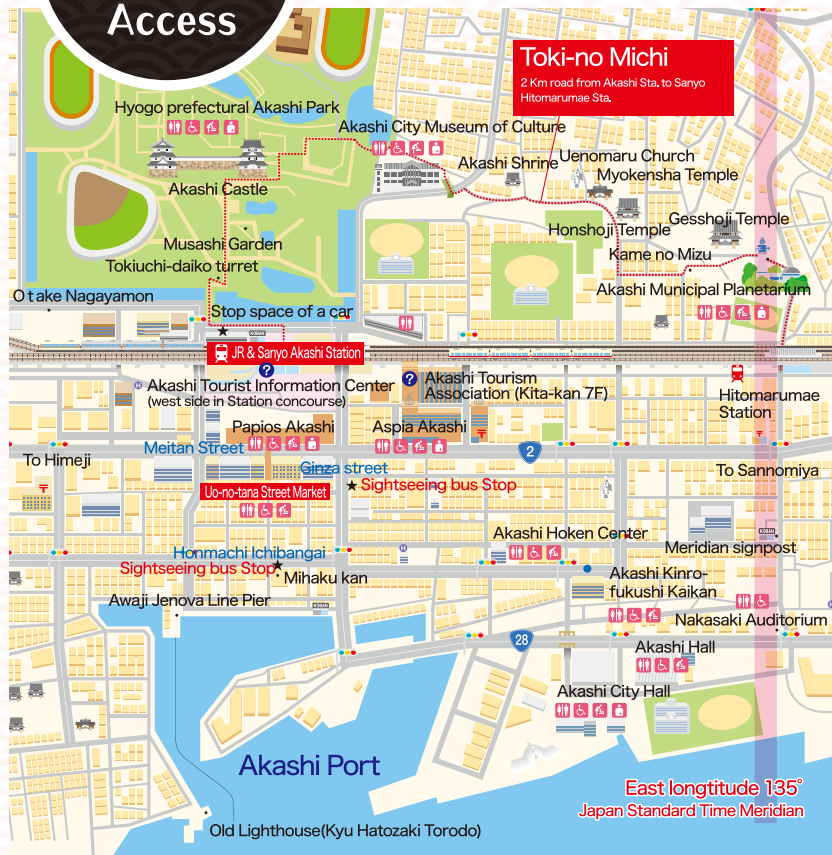 Access
Toki-no Michi
2 Km road from Akashi Sta. to Sanyo
Hitomarumae Sta.
Hyogo prefectural Akashi Park
Akashi City Museum of Culture
Akashi Shrine
Uenomaru Church
Myokensha Temple
Akashi Castle
Gesshoji Temple
Honshoji Temple
Musashi Garden
Kame no Mizu
Tokiuchi-daiko turret
Akashi Municipal Planetarium
Otake Nagayamon
Stop space of a car
KOBAN
JR & Sanyo Akashi Station
?
?
Akashi Tourist Information Center
(west side in Station concourse)
Akashi Tourism
Association (Kita-kan 7F)
Hitomarumae
Station
Papios Akashi
Aspia Akashi
Meitan Street
2
To Himeji
Ginza street
To Sannomiya
Uo-no-tana Street Market
Sightseeing bus Stop
KOBAN
Akashi Hoken Center
Meridian signpost
Honmachi Ichibangai
Sightseeing bus Stop
Mihaku kan
Akashi Kinro-
fukushi Kaikan
Awaji Jenova Line Pier
KOBAN
Nakasaki Auditorium
28
Akashi Hall
Akashi City Hall
Akashi Port
East longtitude 135°
Japan Standard Time Meridian
Old Lighthouse(Kyu Hatozaki Torodo)